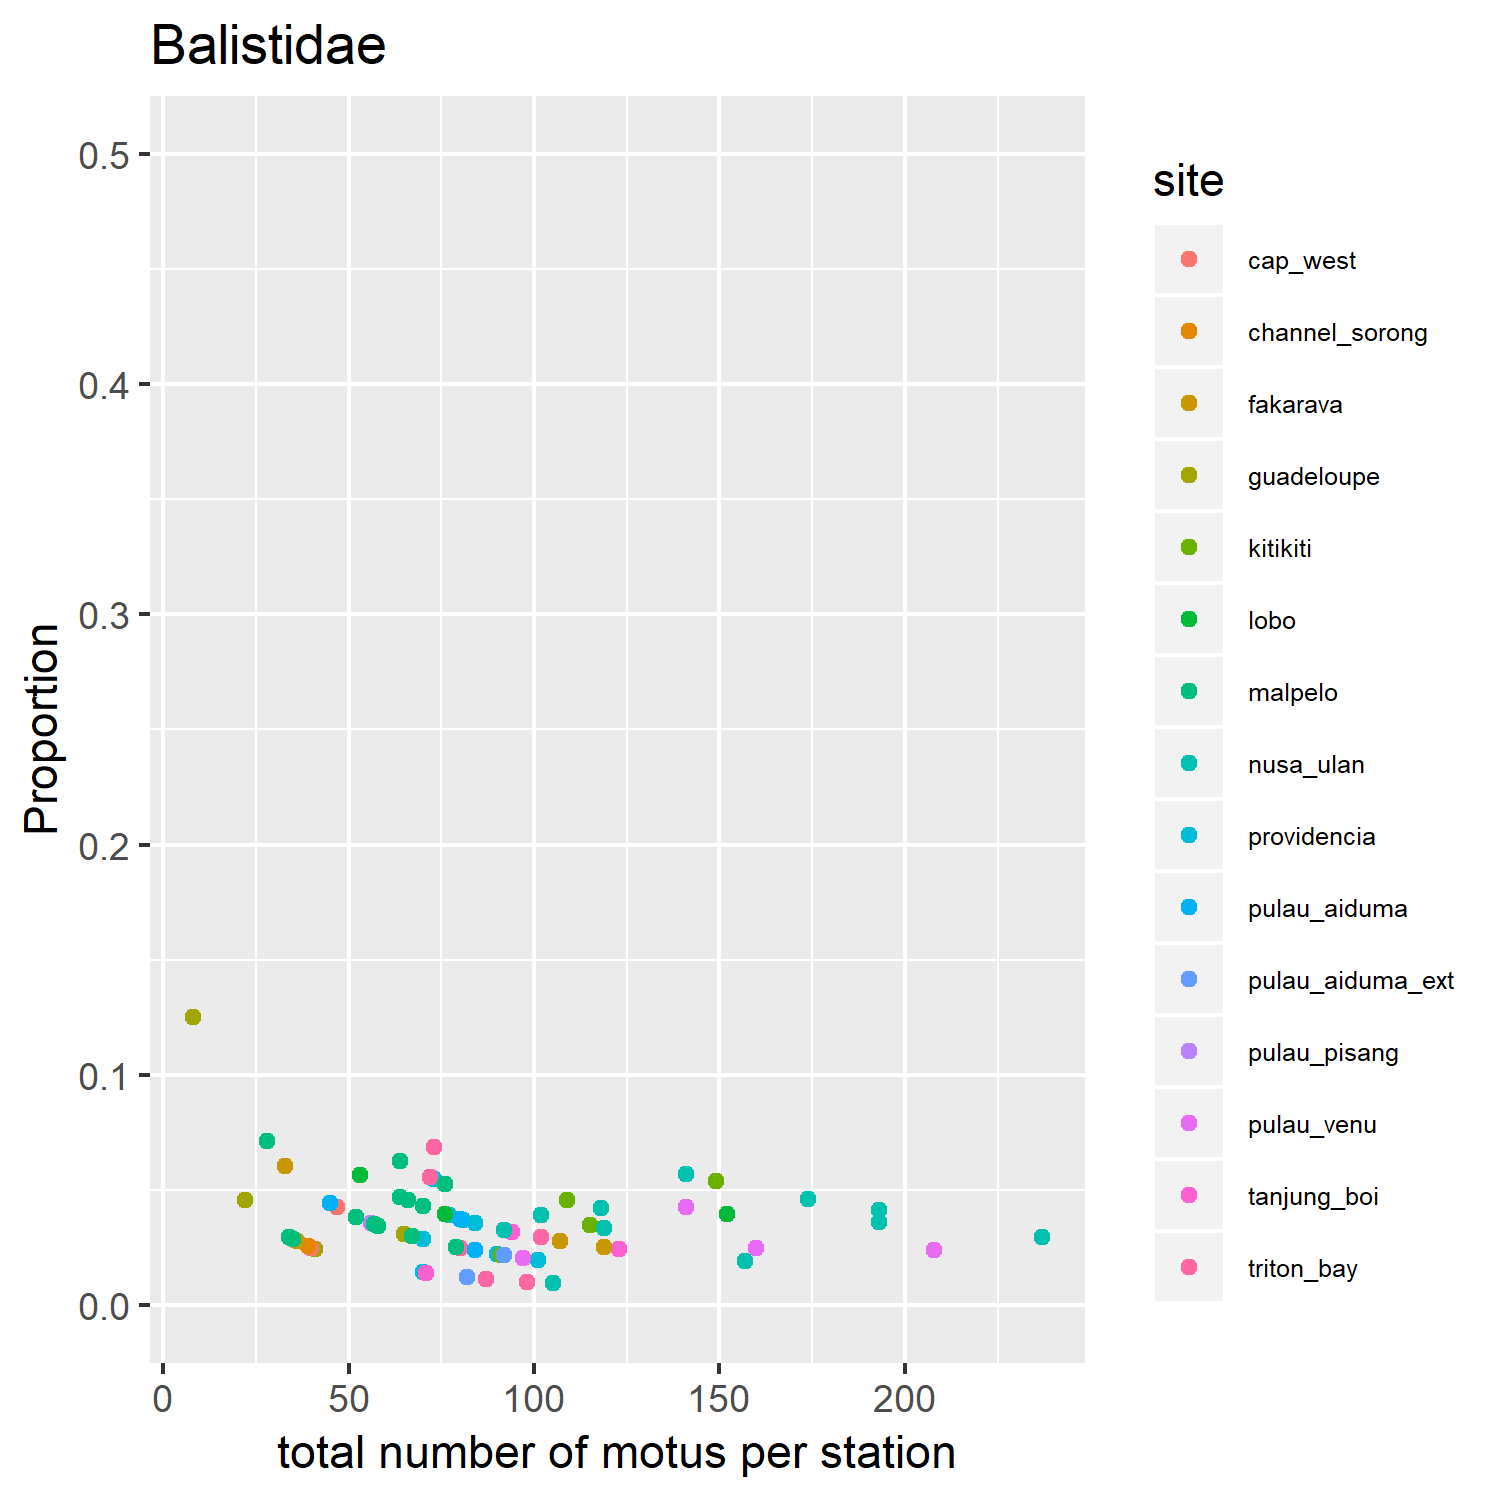 Balistidae
0.5
0.4
0.3
0.2
0.1
0.0
Proportion
0
50
100
150
200
total number of motus per station
site
cap_west
channel_sorong
fakarava
guadeloupe
kitikiti
lobo
malpelo
nusa_ulan
providencia
pulau_aiduma
pulau_aiduma_ext
pulau_pisang
pulau_venu
tanjung_boi
triton_bay